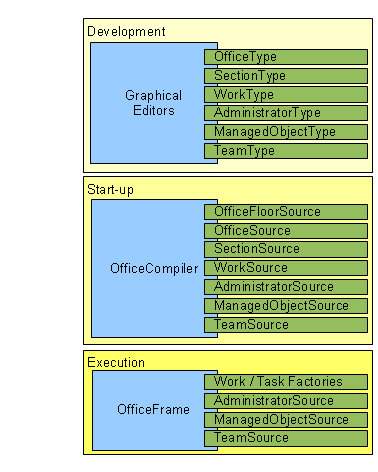 Development
Graphical
Editors
OfficeType
SectionType
WorkType
AdministratorType
ManagedObjectType
TeamType
Start-up
OfficeCompiler
OfficeFloorSource
OfficeSource
SectionSource
WorkSource
AdministratorSource
ManagedObjectSource
TeamSource
Execution
OfficeFrame
Work / Task Factories
AdministratorSource
ManagedObjectSource
TeamSource